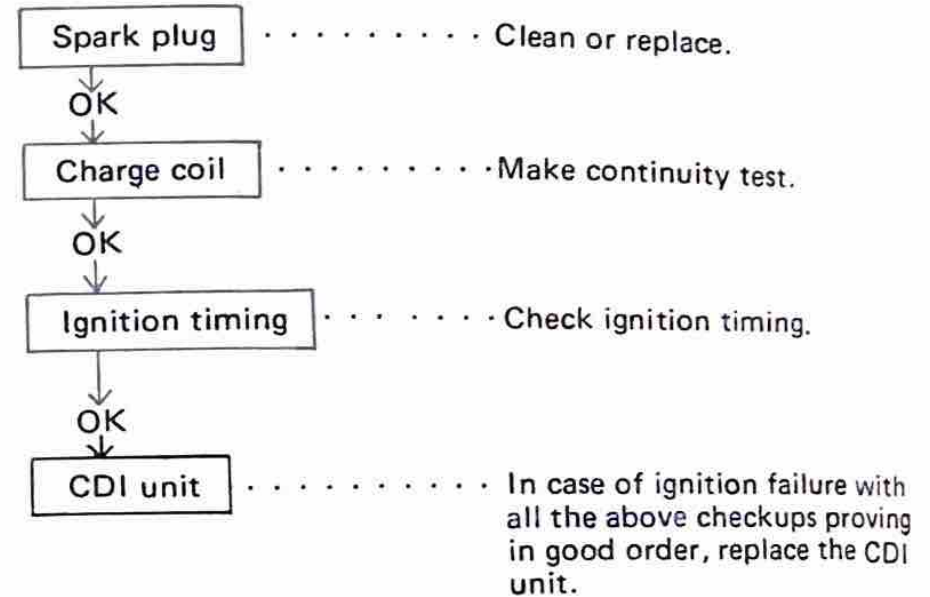 Spark plug . . . . . . . . . Clean or replace.
OK
Charge coil . . . . . . . . . Make continuity test.
OK
Ignition timing . . . . . . . Check ignition timing.
OK
CDI unit . . . . . . . . . . In case of ignition failure with
all the above checkups proving
in good order, replace the CDI
unit.